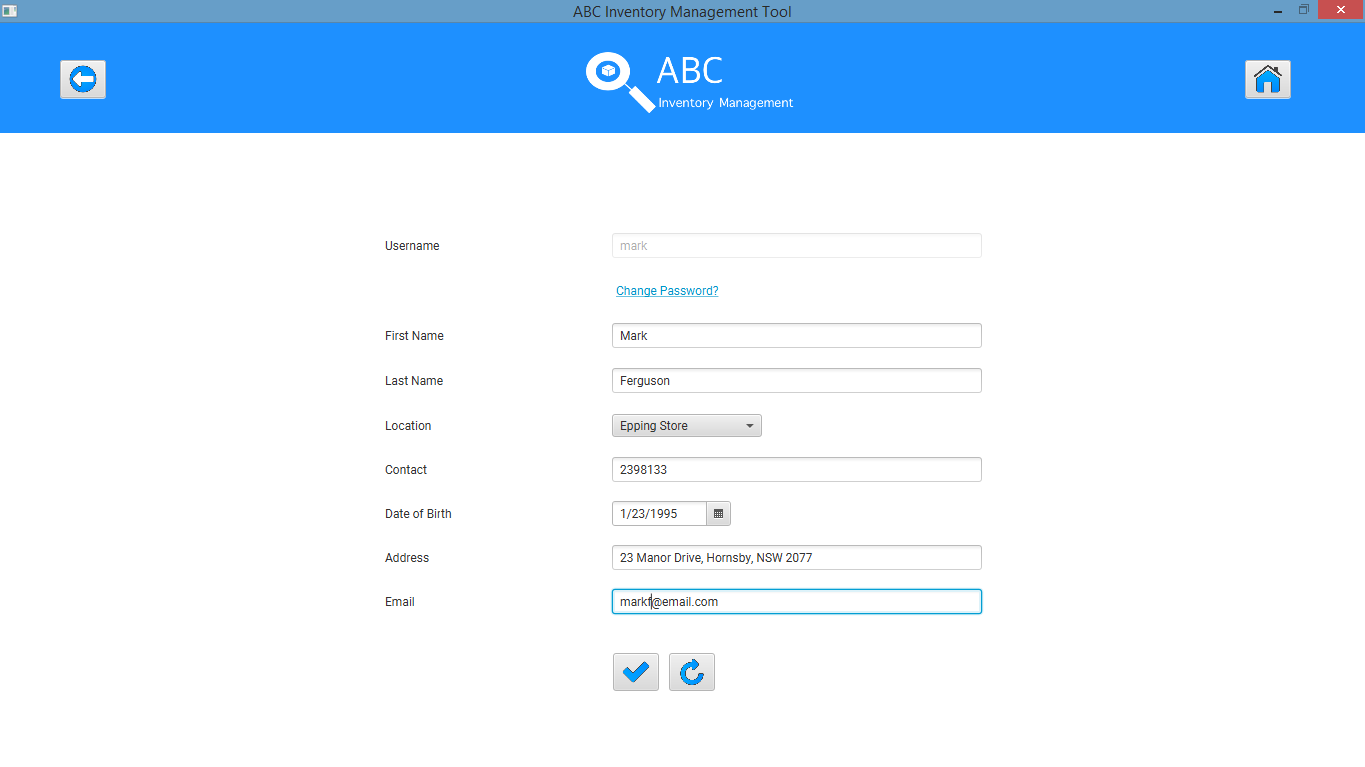 ABC Inventory Management Tool
ABC
Inventory Management
Username mark
Change Password?
First Name Mark
Last Name Ferguson
Location Epping Store
Contact 2398133
Date of Birth 1/23/1995
Address 23 Manor Drive, Hornsby, NSW 2077
Email markf@email.com